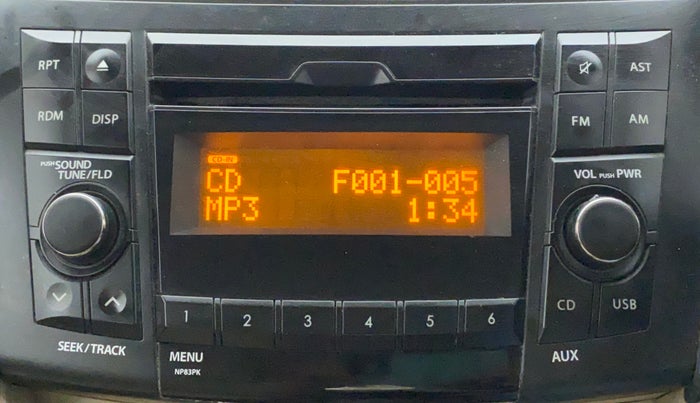 RPT
AST
RDM
DISP
FM
AM
PUSH SOUND
TUNE/FLD
VOL PUSH PWR
CD-IN
CD F001-005
MP3 1:34
1 2 3 4 5 6
CD
USB
SEEK/TRACK
MENU
NP83PK
AUX